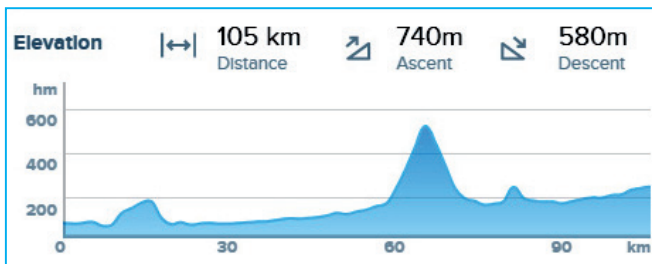 Elevation
105 km
Distance
740m
Ascent
580m
Descent
hm
600
400
200
0 30 60 90 km